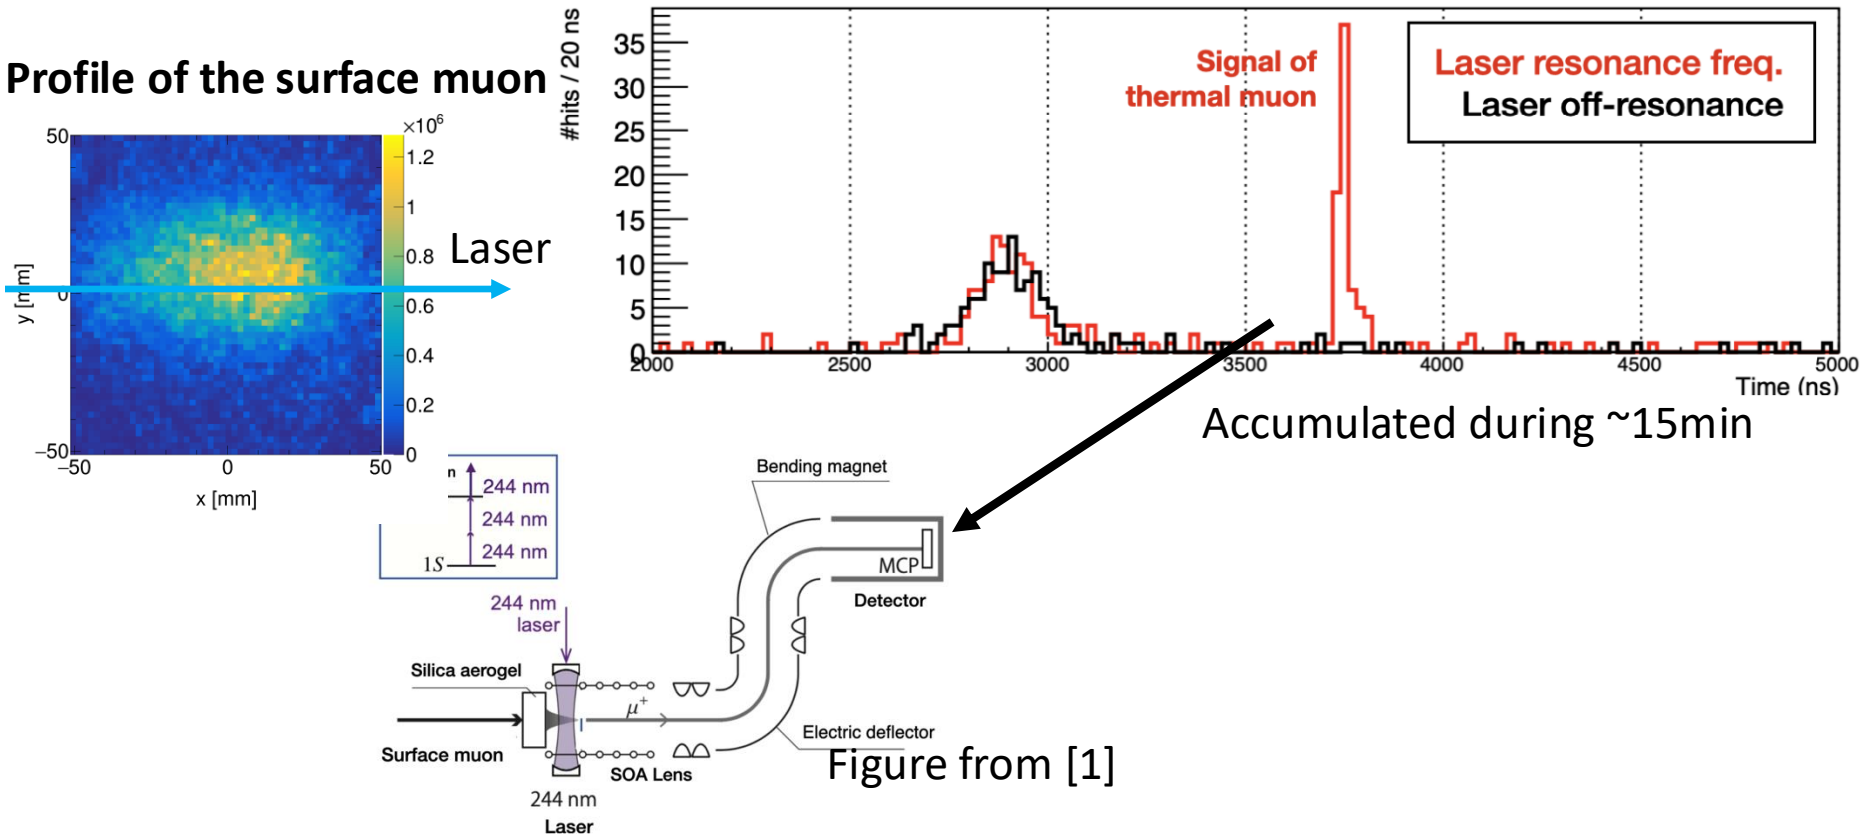 Profile of the surface muon
×10⁶
50
0
−50
y [mm]
−50
0
50
x [mm]
1.2
1
0.8
0.6
0.4
0.2
0
Laser
#hits / 20 ns
35
30
25
20
15
10
5
0
2000
2500
3000
3500
4000
4500
5000
Time (ns)
Signal of
thermal muon
Laser resonance freq.
Laser off-resonance
Accumulated during ~15min
n
244 nm
244 nm
244 nm
1S
244 nm
laser
Silica aerogel
Surface muon
μ⁺
SOA Lens
244 nm
Laser
Bending magnet
MCP
Detector
Electric deflector
Figure from [1]